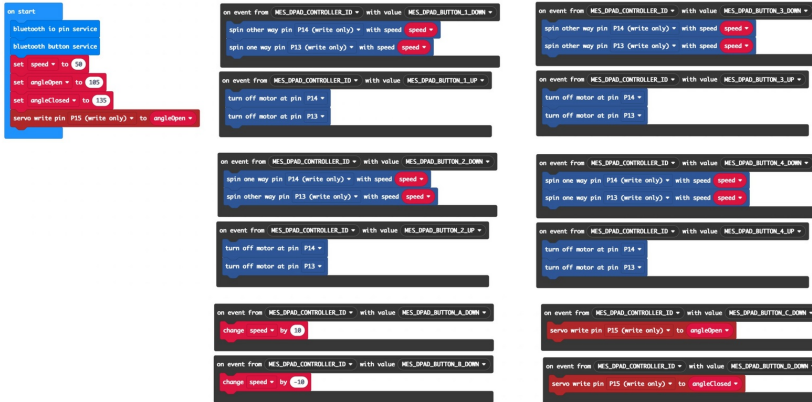 on start
bluetooth io pin service
bluetooth button service
set speed to 50
set angleOpen to 105
set angleClosed to 135
servo write pin P15 (write only) to angleOpen
on event from MES_DPAD_CONTROLLER_ID with value MES_DPAD_BUTTON_1_DOWN
spin other way pin P14 (write only) with speed speed
spin one way pin P13 (write only) with speed speed
on event from MES_DPAD_CONTROLLER_ID with value MES_DPAD_BUTTON_1_UP
turn off motor at pin P14
turn off motor at pin P13
on event from MES_DPAD_CONTROLLER_ID with value MES_DPAD_BUTTON_2_DOWN
spin one way pin P14 (write only) with speed speed
spin other way pin P13 (write only) with speed speed
on event from MES_DPAD_CONTROLLER_ID with value MES_DPAD_BUTTON_2_UP
turn off motor at pin P14
turn off motor at pin P13
on event from MES_DPAD_CONTROLLER_ID with value MES_DPAD_BUTTON_A_DOWN
change speed by 10
on event from MES_DPAD_CONTROLLER_ID with value MES_DPAD_BUTTON_B_DOWN
change speed by -10
on event from MES_DPAD_CONTROLLER_ID with value MES_DPAD_BUTTON_3_DOWN
spin other way pin P14 (write only) with speed speed
spin other way pin P13 (write only) with speed speed
on event from MES_DPAD_CONTROLLER_ID with value MES_DPAD_BUTTON_3_UP
turn off motor at pin P14
turn off motor at pin P13
on event from MES_DPAD_CONTROLLER_ID with value MES_DPAD_BUTTON_4_DOWN
spin one way pin P14 (write only) with speed speed
spin one way pin P13 (write only) with speed speed
on event from MES_DPAD_CONTROLLER_ID with value MES_DPAD_BUTTON_4_UP
turn off motor at pin P14
turn off motor at pin P13
on event from MES_DPAD_CONTROLLER_ID with value MES_DPAD_BUTTON_C_DOWN
servo write pin P15 (write only) to angleOpen
on event from MES_DPAD_CONTROLLER_ID with value MES_DPAD_BUTTON_D_DOWN
servo write pin P15 (write only) to angleClosed